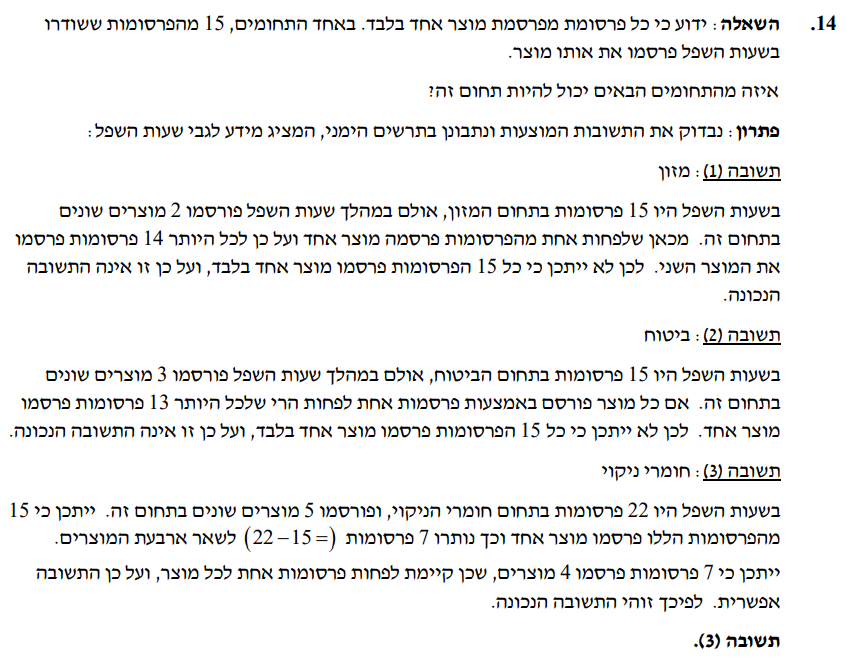 14. השאלה: ידוע כי כל פרסומת מפרסמת מוצר אחד בלבד. באחד התחומים, 15 מהפרסומות ששודרו
בשעות השפל פרסמו את אותו מוצר.
איזה מהתחומים הבאים יכול להיות תחום זה?
פתרון: נבדוק את התשובות המוצעות ונתבונן בתרשים הימני, המציג מידע לגבי שעות השפל:
תשובה (1): מזון
בשעות השפל היו 15 פרסומות בתחום המזון, אולם במהלך שעות השפל פורסמו 2 מוצרים שונים
בתחום זה. מכאן שלפחות אחת מהפרסומות פרסמה מוצר אחד ועל כן לכל היותר 14 פרסומות פרסמו
את המוצר השני. לכן לא ייתכן כי כל 15 הפרסומות פרסמו מוצר אחד בלבד, ועל כן זו אינה התשובה
הנכונה.
תשובה (2): ביטוח
בשעות השפל היו 15 פרסומות בתחום הביטוח, אולם במהלך שעות השפל פורסמו 3 מוצרים שונים
בתחום זה. אם כל מוצר פורסם באמצעות פרסמות אחת לפחות הרי שלכל היותר 13 פרסומות פרסמו
מוצר אחד. לכן לא ייתכן כי כל 15 הפרסומות פרסמו מוצר אחד בלבד, ועל כן זו אינה התשובה הנכונה.
תשובה (3): חומרי ניקוי
בשעות השפל היו 22 פרסומות בתחום חומרי הניקוי, ופורסמו 5 מוצרים שונים בתחום זה. ייתכן כי 15
מהפרסומות הללו פרסמו מוצר אחד וכך נותרו 7 פרסומות (22 – 15 =) לשאר ארבעת המוצרים.
ייתכן כי 7 פרסומות פרסמו 4 מוצרים, שכן קיימת לפחות פרסומות אחת לכל מוצר, ועל כן התשובה
אפשרית. לפיכך זוהי התשובה הנכונה.
תשובה (3).